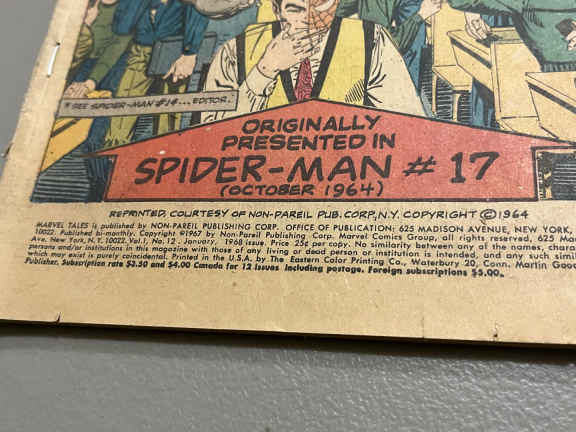 * SEE SPIDER-MAN #14... EDITOR.
ORIGINALLY
PRESENTED IN
SPIDER-MAN # 17
(OCTOBER 1964)
REPRINTED, COURTESY OF NON-PAREIL PUB. CORP., N.Y. COPYRIGHT © 1964
MARVEL TALES is published by NON-PAREIL PUBLISHING CORP. OFFICE OF PUBLICATION: 625 MADISON AVENUE, NEW YORK,
10022. Published bi-monthly. Copyright ©1967 by Non-Pareil Publishing Corp. Marvel Comics Group, all rights reserved, 625 Mad
Ave. New York, N.Y. 10022. Vol. 1, No. 12, January, 1968 issue. Price 25¢ per copy. No similarity between any of the names, chara
persons and/or institutions in this magazine with those of any living or dead person or institution is intended, and any such simil
which may exist is purely coincidental. Printed in the U.S.A. by The Eastern Color Printing Co., Waterbury 20, Conn. Martin Good
Publisher. Subscription rate $3.50 and $4.00 Canada for 12 issues including postage. Foreign subscriptions $5.00.